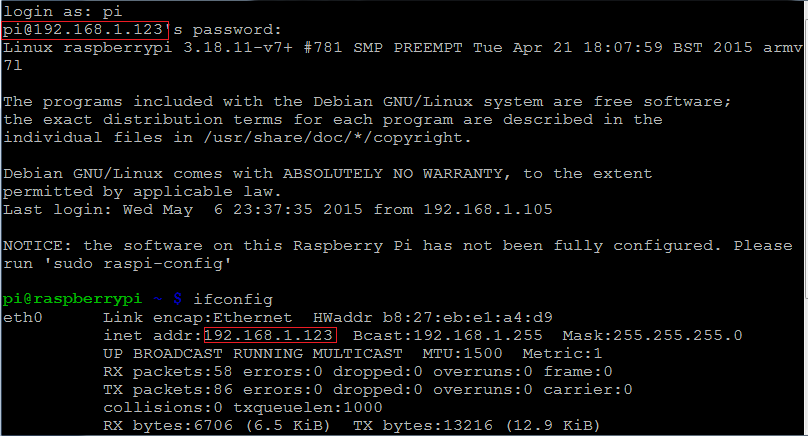 login as: pi
pi@192.168.1.123's password:
Linux raspberrypi 3.18.11-v7+ #781 SMP PREEMPT Tue Apr 21 18:07:59 BST 2015 armv
7l
The programs included with the Debian GNU/Linux system are free software;
the exact distribution terms for each program are described in the
individual files in /usr/share/doc/*/copyright.
Debian GNU/Linux comes with ABSOLUTELY NO WARRANTY, to the extent
permitted by applicable law.
Last login: Wed May  6 23:37:35 2015 from 192.168.1.105
NOTICE: the software on this Raspberry Pi has not been fully configured. Please
run 'sudo raspi-config'
pi@raspberrypi ~ $ ifconfig
eth0      Link encap:Ethernet  HWaddr b8:27:eb:e1:a4:d9
inet addr:192.168.1.123  Bcast:192.168.1.255  Mask:255.255.255.0
UP BROADCAST RUNNING MULTICAST  MTU:1500  Metric:1
RX packets:58 errors:0 dropped:0 overruns:0 frame:0
TX packets:86 errors:0 dropped:0 overruns:0 carrier:0
collisions:0 txqueuelen:1000
RX bytes:6706 (6.5 KiB)  TX bytes:13216 (12.9 KiB)